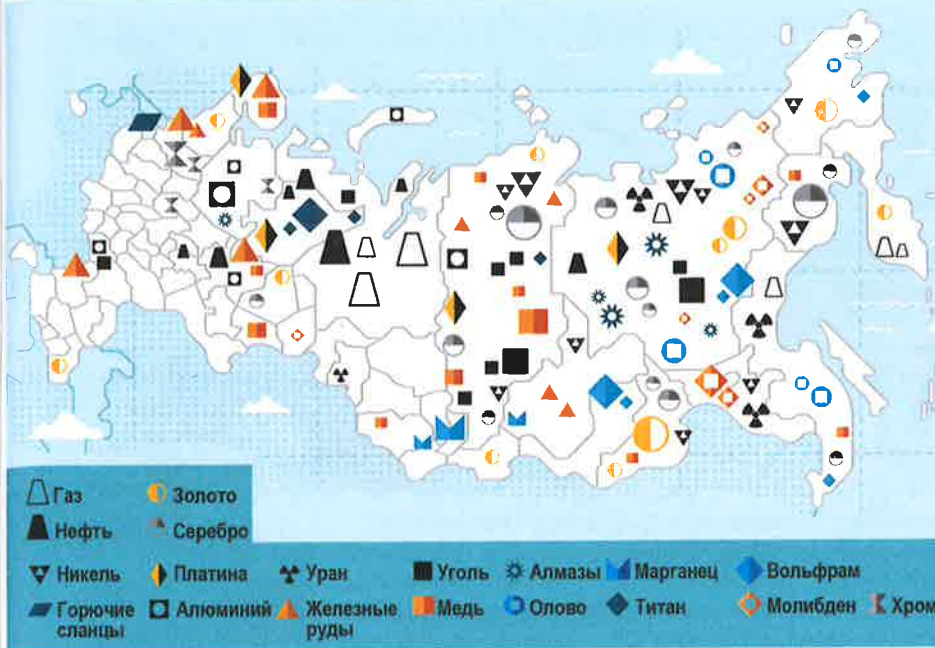 Газ
Золото
Нефть
Серебро
Никель
Платина
Уран
Уголь
Алмазы
Марганец
Вольфрам
Горючие
сланцы
Алюминий
Железные
руды
Медь
Олово
Титан
Молибден
Хром